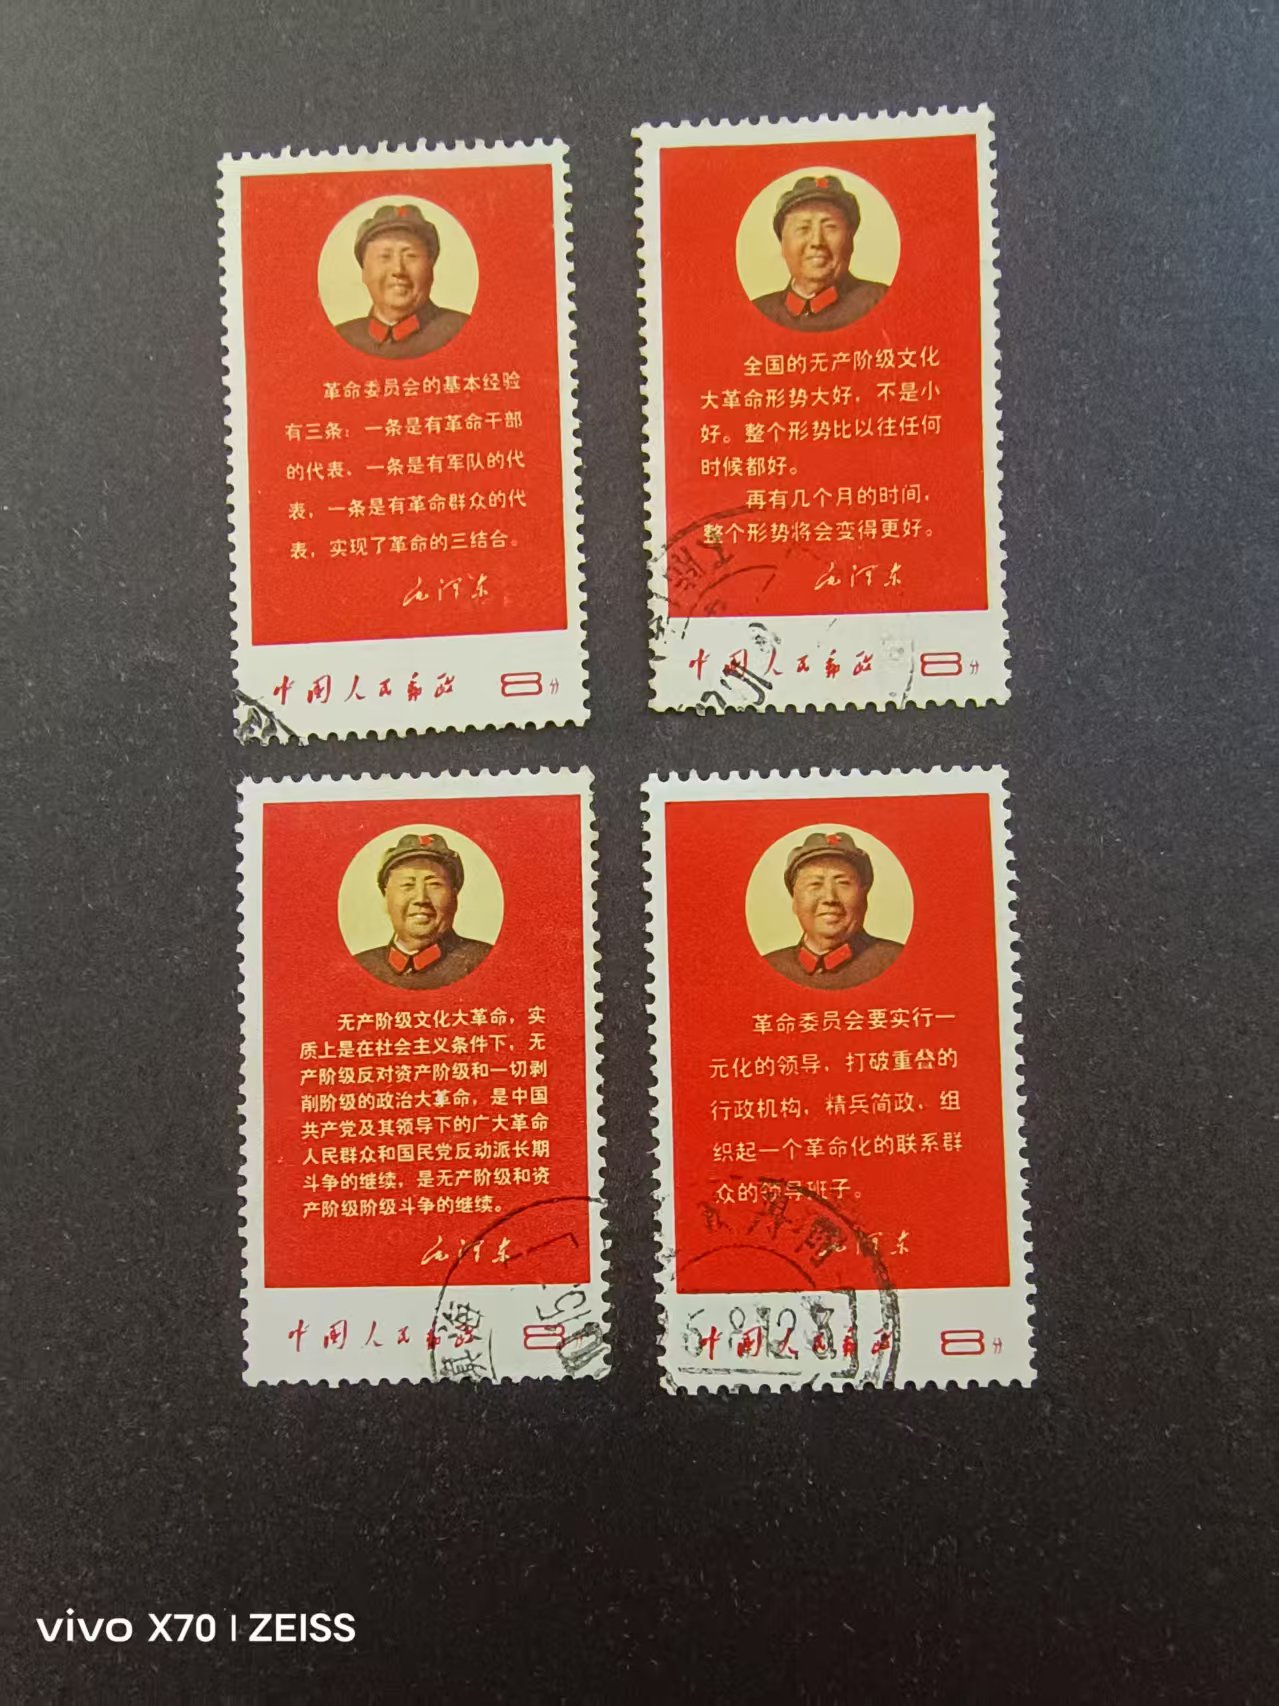 革命委员会的基本经验
有三条：一条是有革命干部
的代表，一条是有军队的代
表，一条是有革命群众的代
表，实现了革命的三结合。
毛泽东
中国人民邮政 8分
全国的无产阶级文化
大革命形势大好，不是小
好。整个形势比以往任何
时候都好。
再有几个月的时间，
整个形势将会变得更好。
毛泽东
中国人民邮政 8分
无产阶级文化大革命，实
质上是在社会主义条件下，无
产阶级反对资产阶级和一切剥
削阶级的政治大革命，是中国
共产党及其领导下的广大革命
人民群众和国民党反动派长期
斗争的继续，是无产阶级和资
产阶级阶级斗争的继续。
毛泽东
中国人民邮政 8分
革命委员会要实行一
元化的领导，打破重叠的
行政机构，精兵简政，组
织起一个革命化的联系群
众的领导班子。
毛泽东
中国人民邮政 8分
vivo X70 | ZEISS